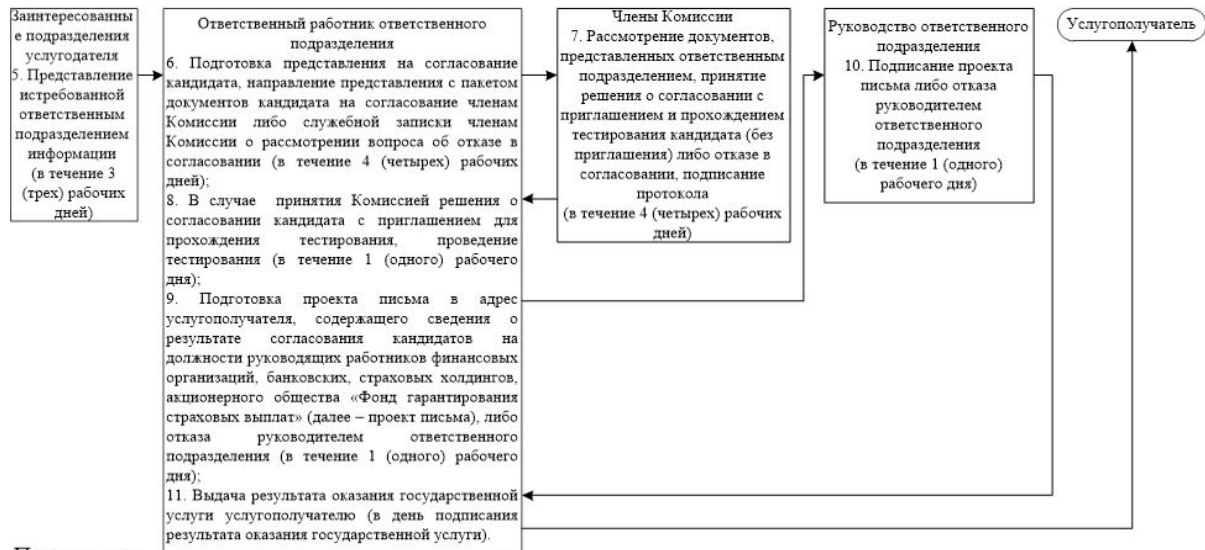 Заинтересованны
е подразделения
услугодателя
5. Представление
истребованной
ответственным
подразделением
информации
(в течение 3
(трех) рабочих
дней)
Ответственный работник ответственного
подразделения
6. Подготовка представления на согласование
кандидата, направление представления с пакетом
документов кандидата на согласование членам
Комиссии либо служебной записки членам
Комиссии о рассмотрении вопроса об отказе в
согласовании (в течение 4 (четырех) рабочих
дней);
8. В случае принятия Комиссией решения о
согласовании кандидата с приглашением для
прохождения тестирования, проведение
тестирования (в течение 1 (одного) рабочего
дня);
9. Подготовка проекта письма в адрес
услугополучателя, содержащего сведения о
результате согласования кандидатов на
должности руководящих работников финансовых
организаций, банковских, страховых холдингов,
акционерного общества «Фонд гарантирования
страховых выплат» (далее – проект письма), либо
отказа руководителем ответственного
подразделения (в течение 1 (одного) рабочего
дня);
11. Выдача результата оказания государственной
услуги услугополучателю (в день подписания
результата оказания государственной услуги).
Члены Комиссии
7. Рассмотрение документов,
представленных ответственным
подразделением, принятие
решения о согласовании с
приглашением и прохождением
тестирования кандидата (без
приглашения) либо отказе в
согласовании, подписание
протокола
(в течение 4 (четырех) рабочих
дней)
Руководство ответственного
подразделения
10. Подписание проекта
письма либо отказа
руководителем
ответственного
подразделения
(в течение 1 (одного)
рабочего дня)
Услугополучатель